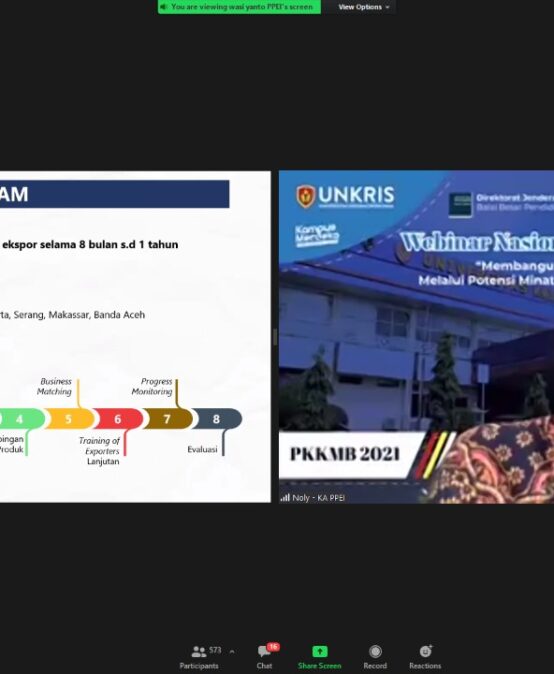 You are viewing wasi yanto PPEI's screen
View Options
AM
ekspor selama 8 bulan s.d 1 tahun
rta, Serang, Makassar, Banda Aceh
Business
Matching
Progress
Monitoring
4
5
6
7
8
pingan
Produk
Training of
Exporters
Lanjutan
Evaluasi
UNKRIS
Kampus
Merdeka
Direktorat Jendera
Balai Besar Pendidi
Webinar Nasion
"Membangu
Melalui Potensi Minat
PKKMB 2021
Noly - KA PPEI
573
16
Participants
Chat
Share Screen
Record
Reactions